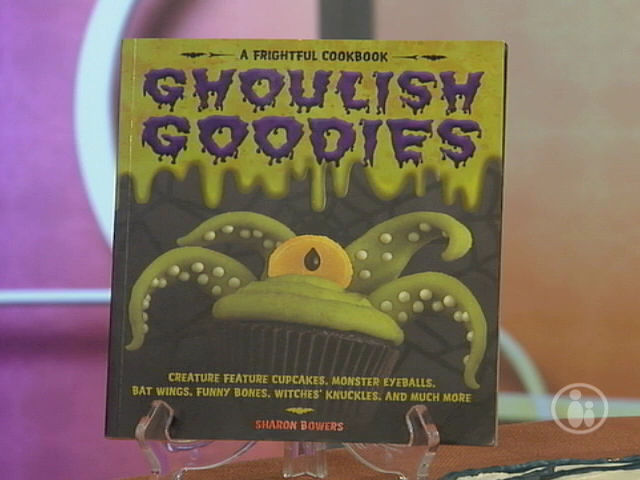 A FRIGHTFUL COOKBOOK
GHOULISH
GOODIES
CREATURE FEATURE CUPCAKES, MONSTER EYEBALLS,
BAT WINGS, FUNNY BONES, WITCHES' KNUCKLES, AND MUCH MORE
SHARON BOWERS